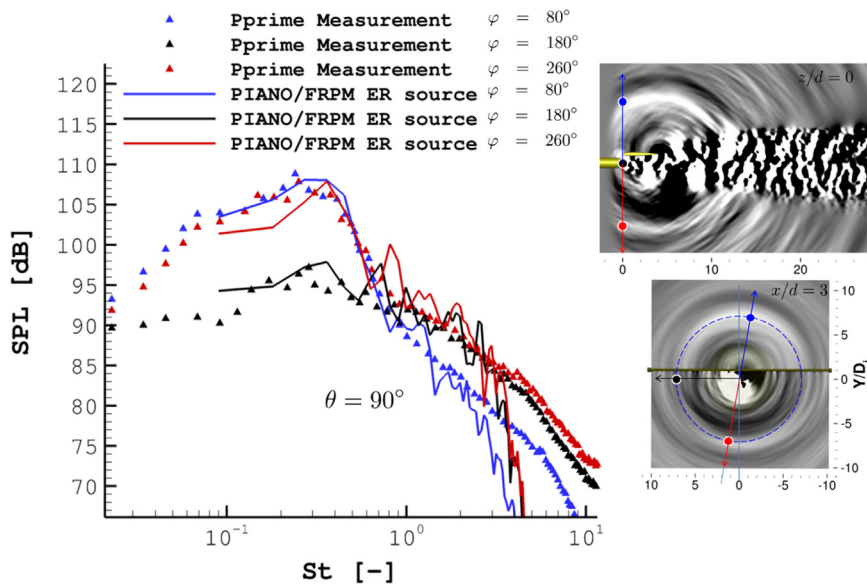 Pprime Measurement φ = 80°
Pprime Measurement φ = 180°
Pprime Measurement φ = 260°
PIANO/FRPM ER source φ = 80°
PIANO/FRPM ER source φ = 180°
PIANO/FRPM ER source φ = 260°
SPL [dB]
120
115
110
105
100
95
90
85
80
75
70
θ = 90°
10⁻¹ 10⁰ 10¹
St [-]
z/d = 0
0 10 20
x/d = 3
10
5
0
-5
-10
Y/D
10 5 0 -5 -10